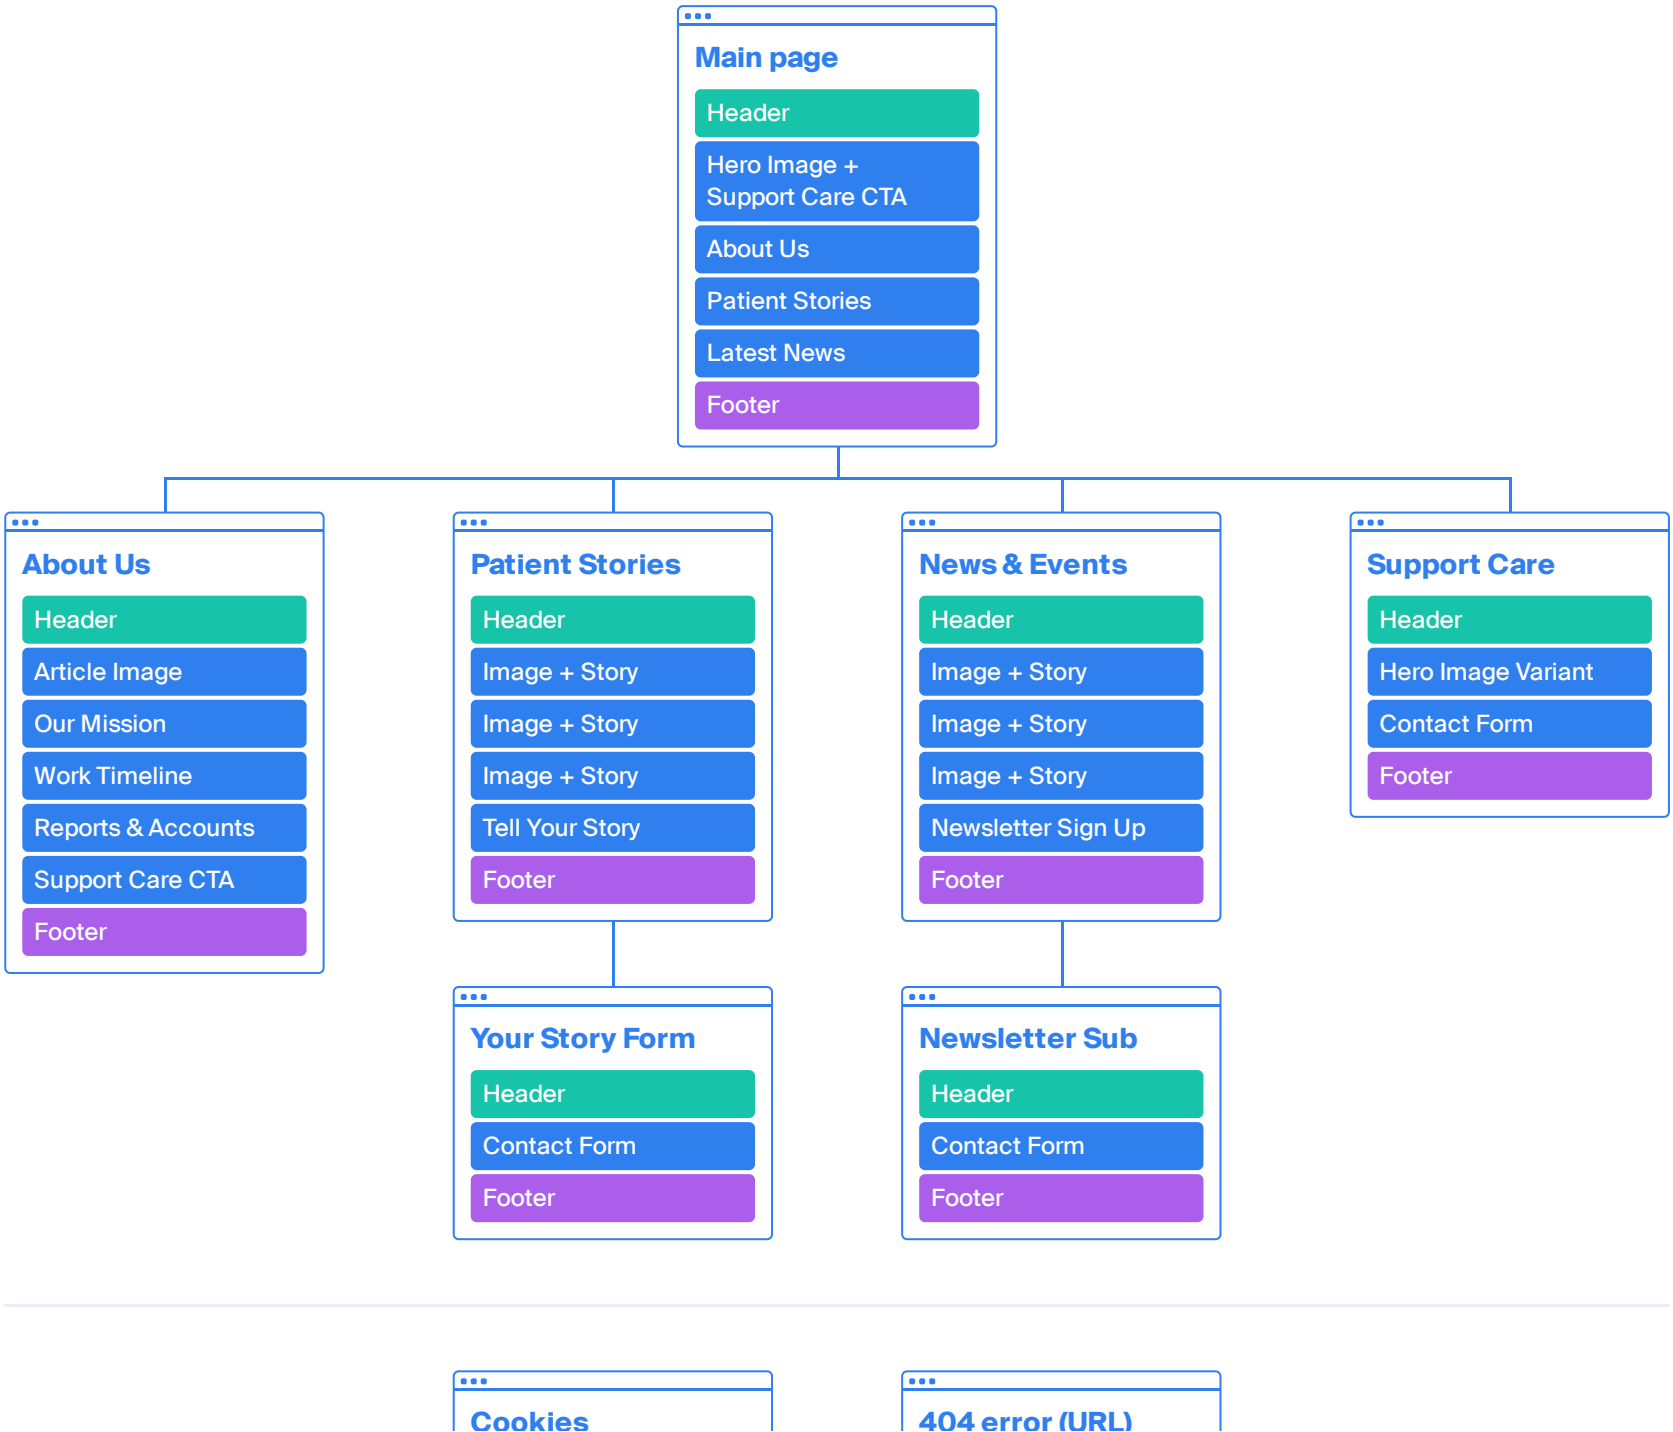 Main page
Header
Hero Image +
Support Care CTA
About Us
Patient Stories
Latest News
Footer
About Us
Header
Article Image
Our Mission
Work Timeline
Reports & Accounts
Support Care CTA
Footer
Patient Stories
Header
Image + Story
Image + Story
Image + Story
Tell Your Story
Footer
News & Events
Header
Image + Story
Image + Story
Image + Story
Newsletter Sign Up
Footer
Support Care
Header
Hero Image Variant
Contact Form
Footer
Your Story Form
Header
Contact Form
Footer
Newsletter Sub
Header
Contact Form
Footer
Cookies
404 error (URL)